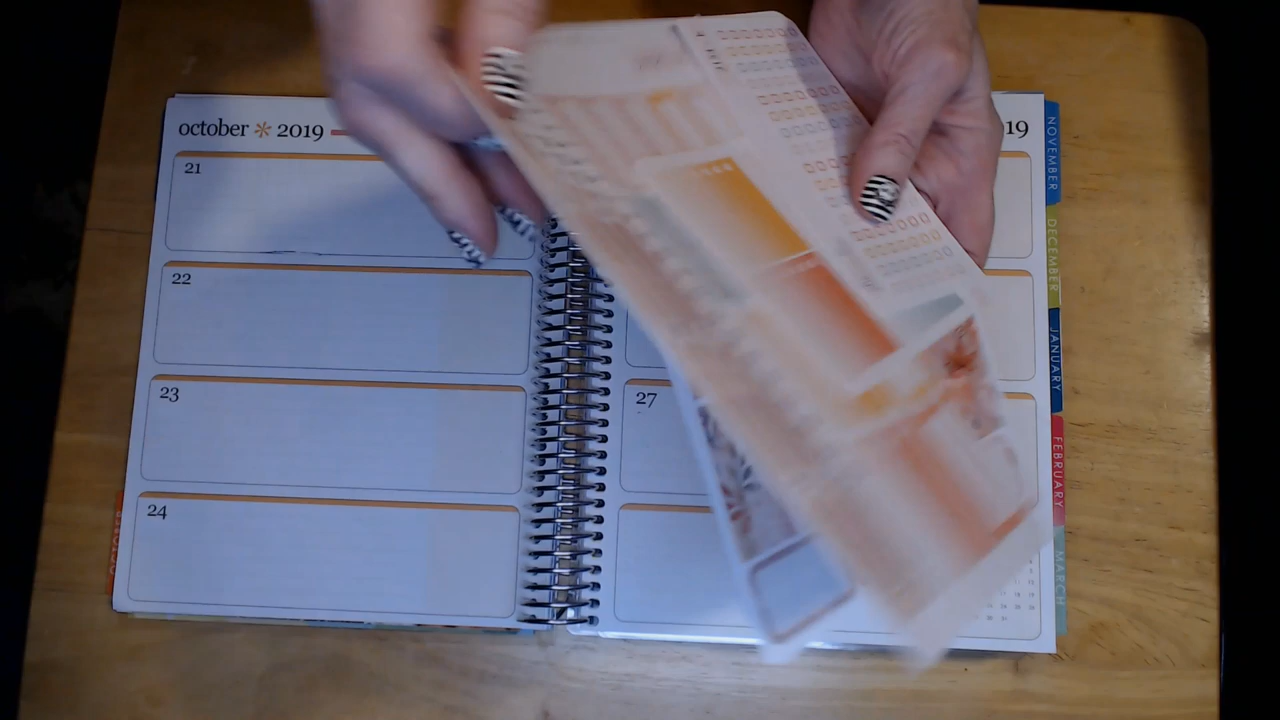 october * 2019
21
22
23
24
27
19
NOVEMBER
DECEMBER
JANUARY
FEBRUARY
MARCH